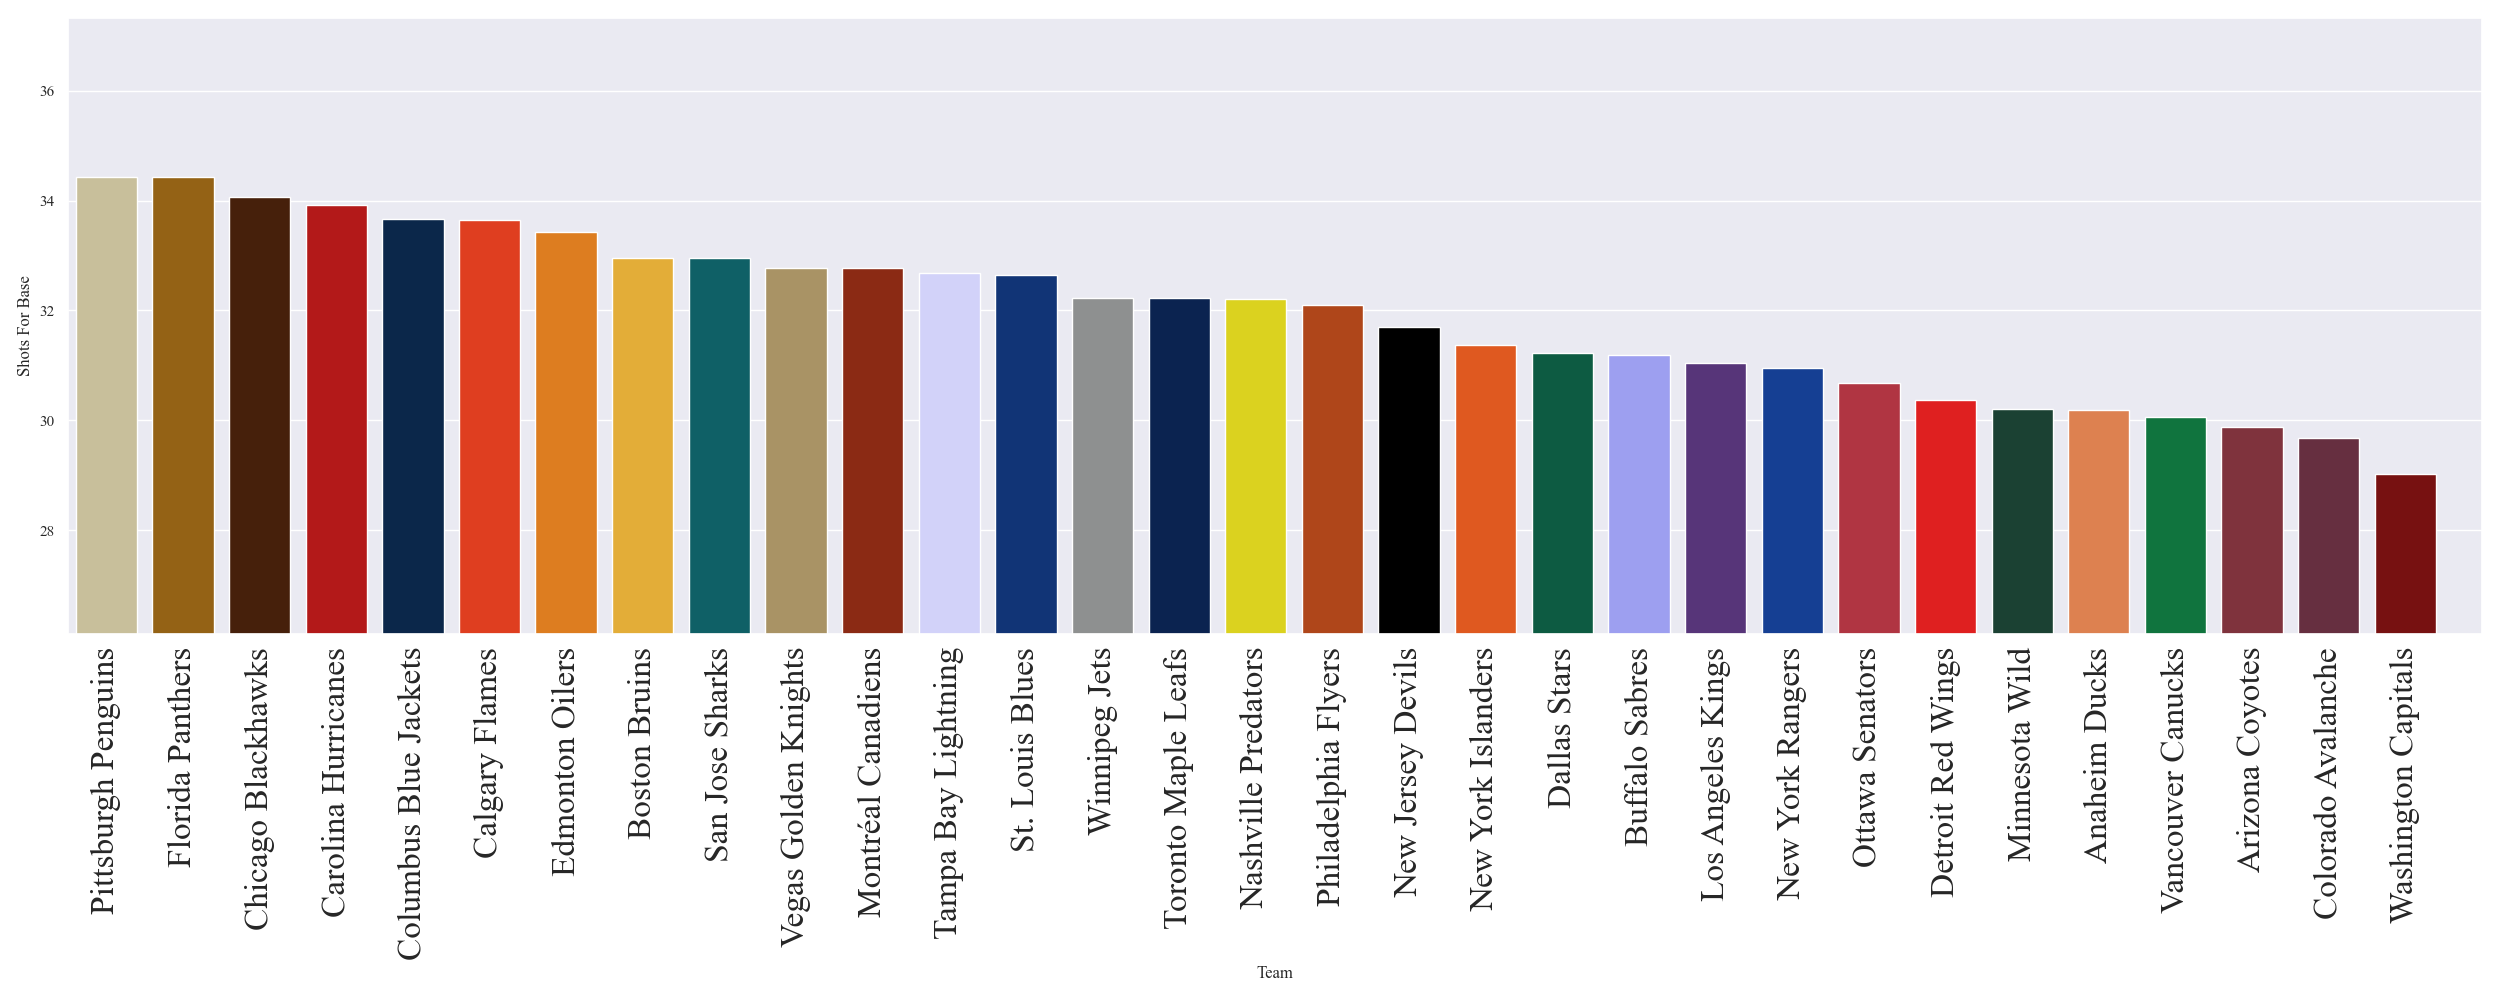 36
34
32
30
28
Shots For Base
Pittsburgh Penguins
Florida Panthers
Chicago Blackhawks
Carolina Hurricanes
Columbus Blue Jackets
Calgary Flames
Edmonton Oilers
Boston Bruins
San Jose Sharks
Vegas Golden Knights
Montréal Canadiens
Tampa Bay Lightning
St. Louis Blues
Winnipeg Jets
Toronto Maple Leafs
Nashville Predators
Philadelphia Flyers
New Jersey Devils
New York Islanders
Dallas Stars
Buffalo Sabres
Los Angeles Kings
New York Rangers
Ottawa Senators
Detroit Red Wings
Minnesota Wild
Anaheim Ducks
Vancouver Canucks
Arizona Coyotes
Colorado Avalanche
Washington Capitals
Team